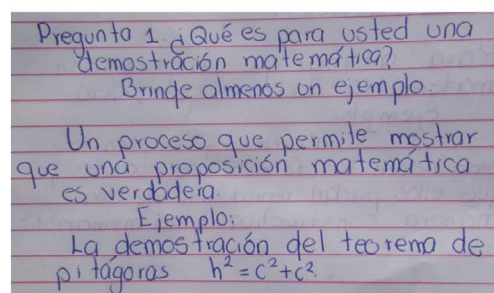 Pregunta 1. ¿Qué es para usted una
demostración matemática?
Brinde almenos un ejemplo.
Un proceso que permite mostrar
que una proposición matemática
es verdadera.
Ejemplo:
La demostración del teorema de
pitágoras h² = c² + c².